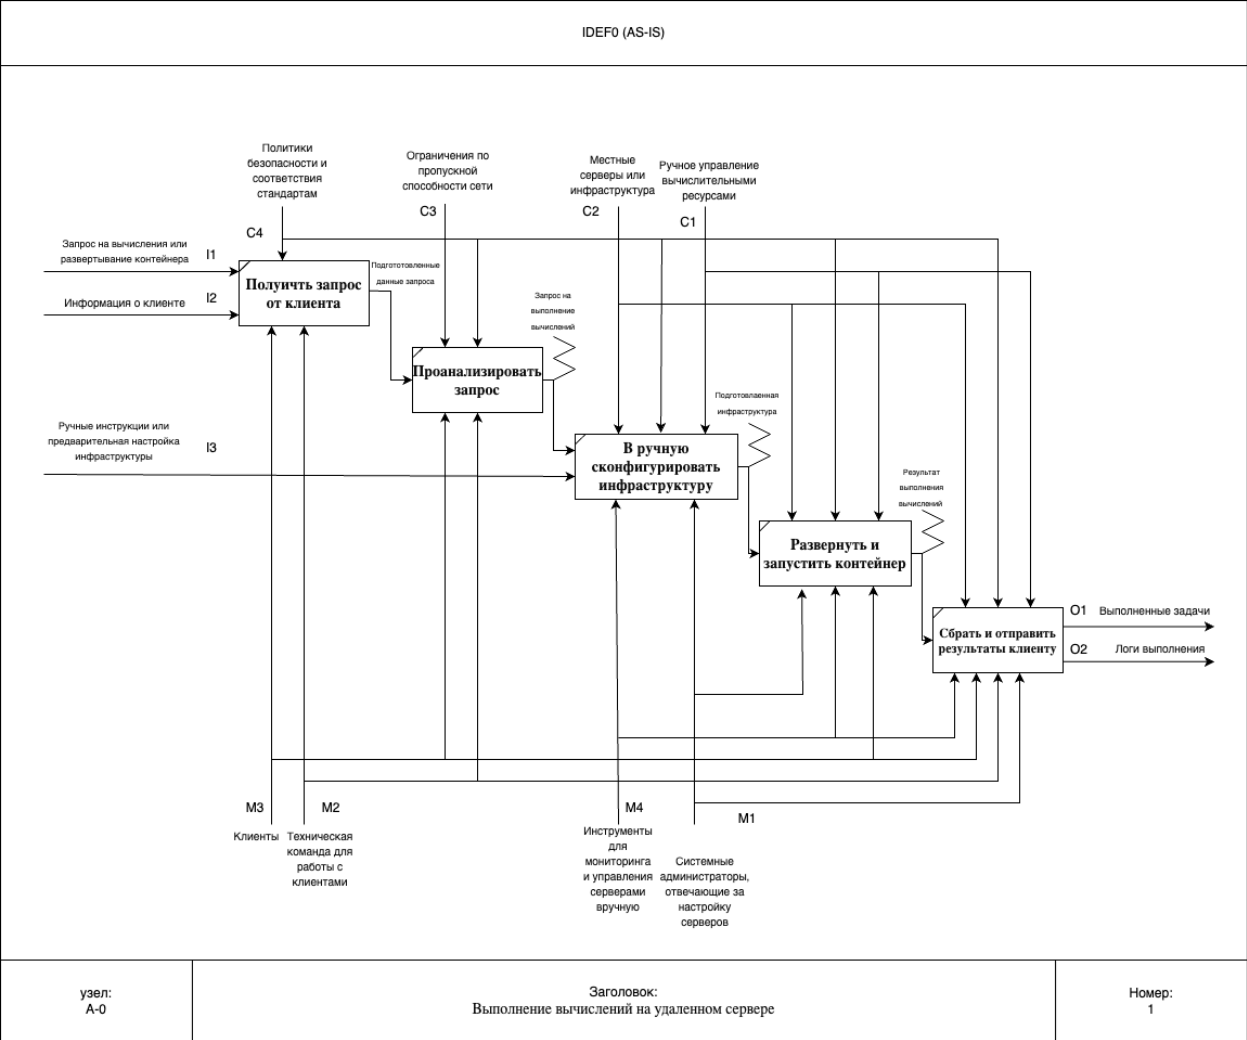 IDEF0 (AS-IS)
Политики
безопасности и
соответствия
стандартам
C4
Ограничения по
пропускной
способности сети
C3
Местные
серверы или
инфраструктура
C2
Ручное управление
вычислительными
ресурсами
C1
Запрос на вычисления или
развертывание контейнера
I1
Информация о клиенте
I2
Полуичть запрос
от клиента
Подгототовленные
данные запроса
Запрос на
выполнение
вычислений
Проанализировать
запрос
Ручные инструкции или
предварительная настройка
инфраструктуры
I3
Подготовлаенная
инфраструктура
В ручную
сконфигурировать
инфраструктуру
Результат
выполнения
вычислений
Развернуть и
запустить контейнер
Сбрать и отправить
результаты клиенту
O1
Выполненные задачи
O2
Логи выполнения
M3
Клиенты
M2
Техническая
команда для
работы с
клиентами
M4
Инструменты
для
мониторинга
и управления
серверами
вручную
M1
Системные
администраторы,
отвечающие за
настройку
серверов
узел:
A-0
Заголовок:
Выполнение вычислений на удаленном сервере
Номер:
1